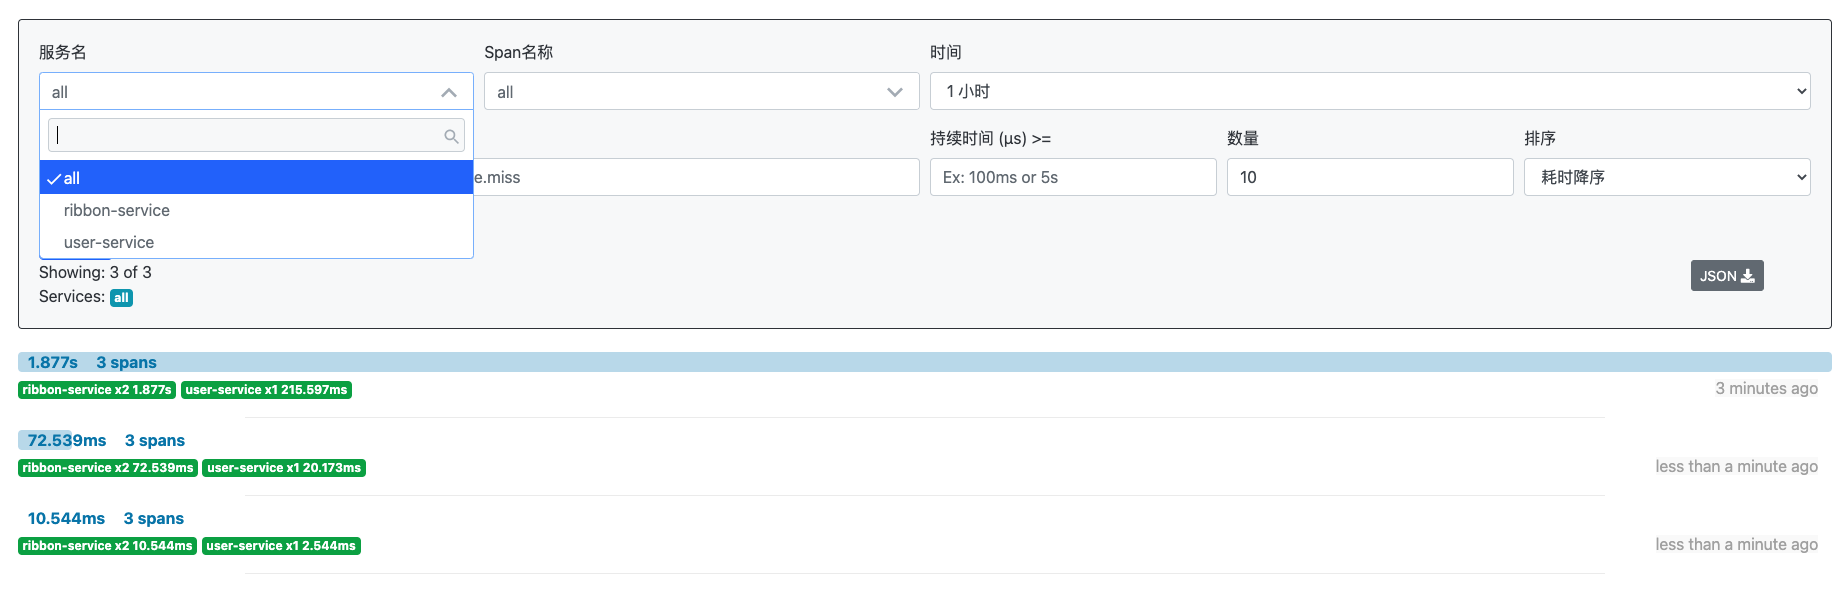 服务名
Span名称
时间
all
all
1 小时
all
ribbon-service
user-service
e.miss
持续时间 (μs) >=
数量
排序
Ex: 100ms or 5s
10
耗时降序
Showing: 3 of 3
Services: all
JSON
1.877s 3 spans
ribbon-service x2 1.877s user-service x1 215.597ms
3 minutes ago
72.539ms 3 spans
ribbon-service x2 72.539ms user-service x1 20.173ms
less than a minute ago
10.544ms 3 spans
ribbon-service x2 10.544ms user-service x1 2.544ms
less than a minute ago